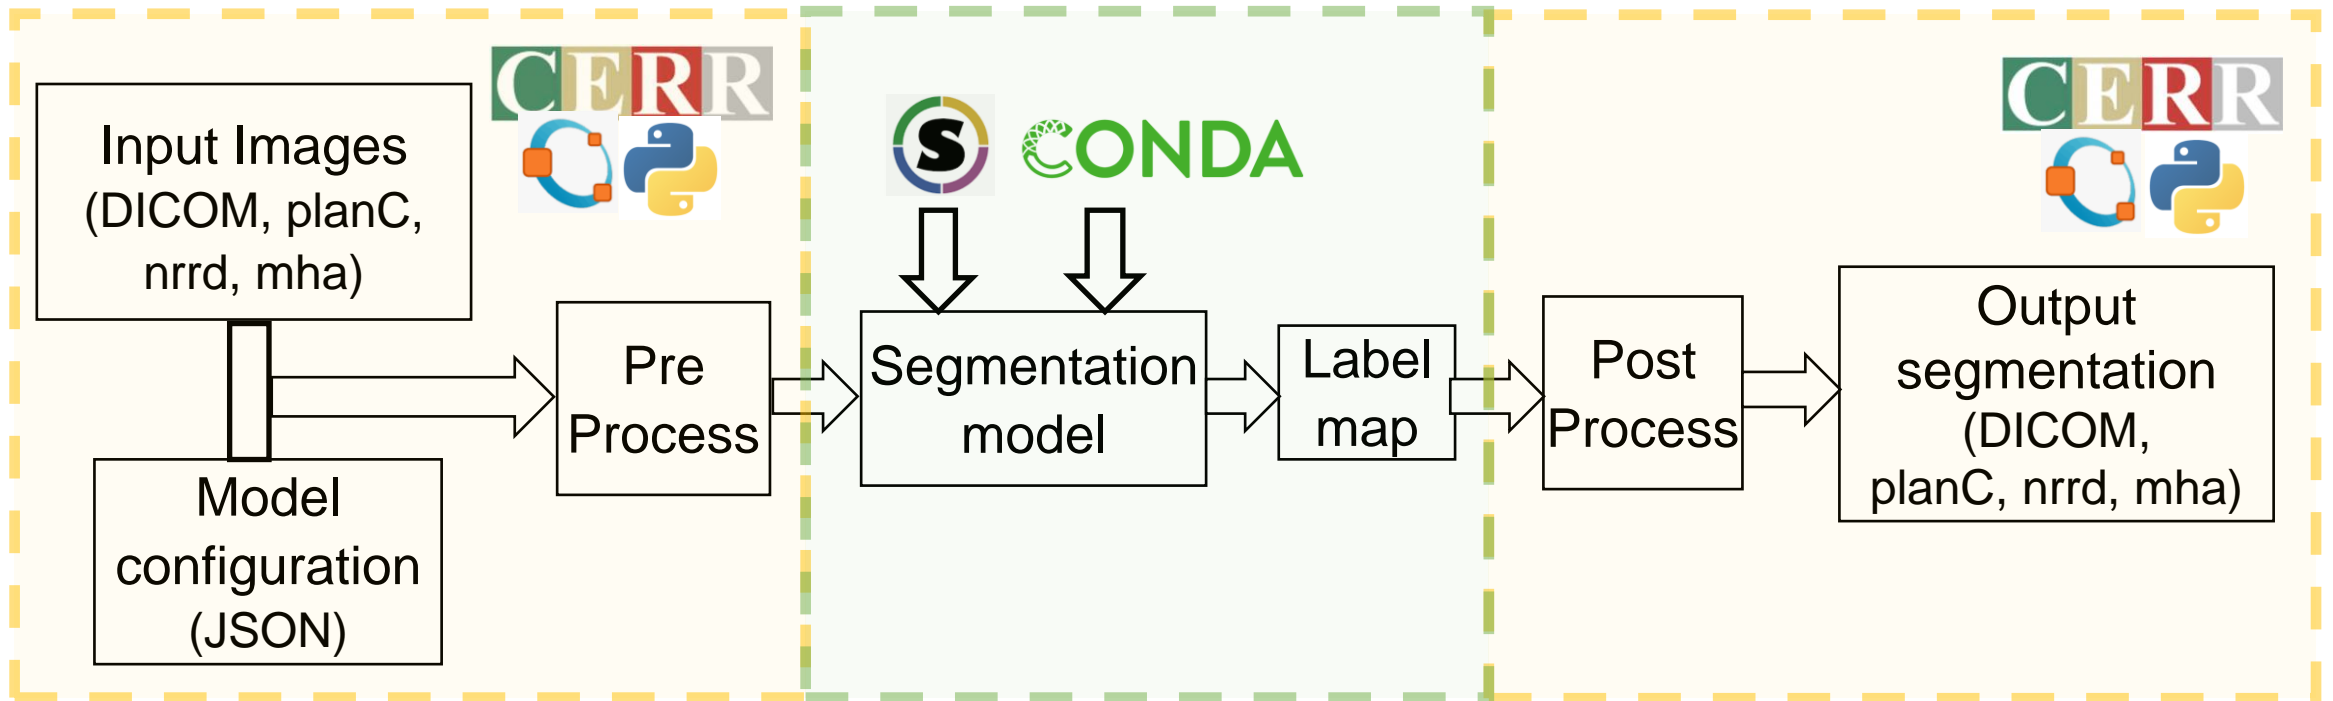 CERR
Input Images
(DICOM, planC,
nrrd, mha)
Model
configuration
(JSON)
Pre
Process
S
CONDA
Segmentation
model
Label
map
CERR
Post
Process
Output
segmentation
(DICOM,
planC, nrrd, mha)